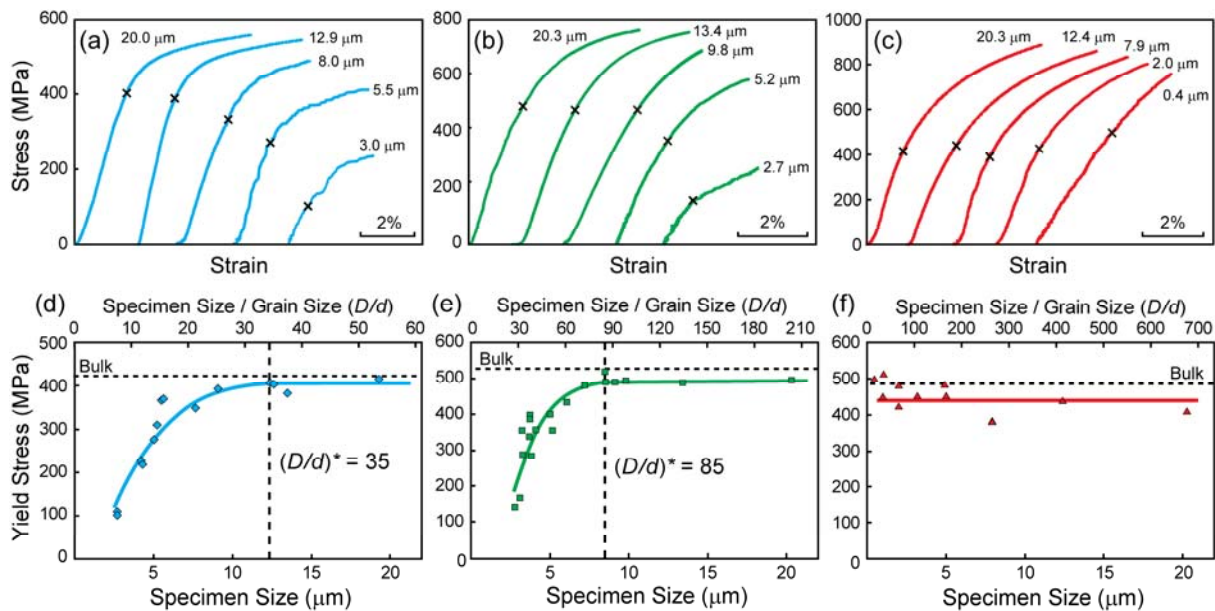 (a)
600
400
200
0
Stress (MPa)
20.0 μm
12.9 μm
8.0 μm
5.5 μm
3.0 μm
2%
Strain
(b)
800
600
400
200
0
20.3 μm
13.4 μm
9.8 μm
5.2 μm
2.7 μm
2%
Strain
(c)
1000
800
600
400
200
0
20.3 μm
12.4 μm
7.9 μm
2.0 μm
0.4 μm
2%
Strain
(d)
Specimen Size / Grain Size (D/d)
0 10 20 30 40 50 60
500
400
300
200
100
00
Yield Stress (MPa)
Bulk
(D/d)* = 35
5 10 15 20
Specimen Size (μm)
(e)
Specimen Size / Grain Size (D/d)
0 30 60 90 120 150 180 210
600
500
400
300
200
100
00
Bulk
(D/d)* = 85
5 10 15 20
Specimen Size (μm)
(f)
Specimen Size / Grain Size (D/d)
0 100 200 300 400 500 600 700
600
500
400
300
200
100
00
Bulk
5 10 15 20
Specimen Size (μm)